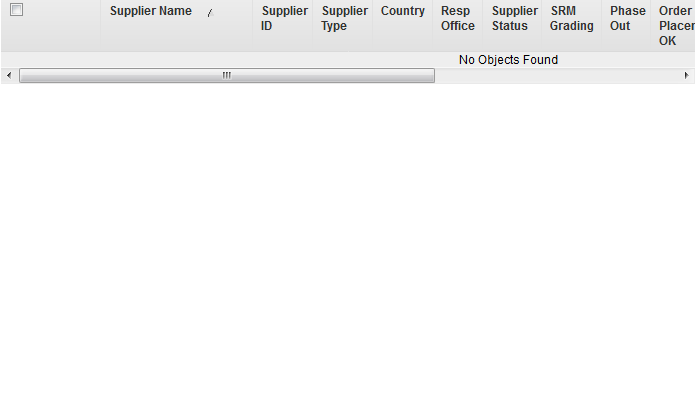 Supplier Name
Supplier
ID
Supplier
Type
Country
Resp
Office
Supplier
Status
SRM
Grading
Phase
Out
Order
Placem
OK
No Objects Found